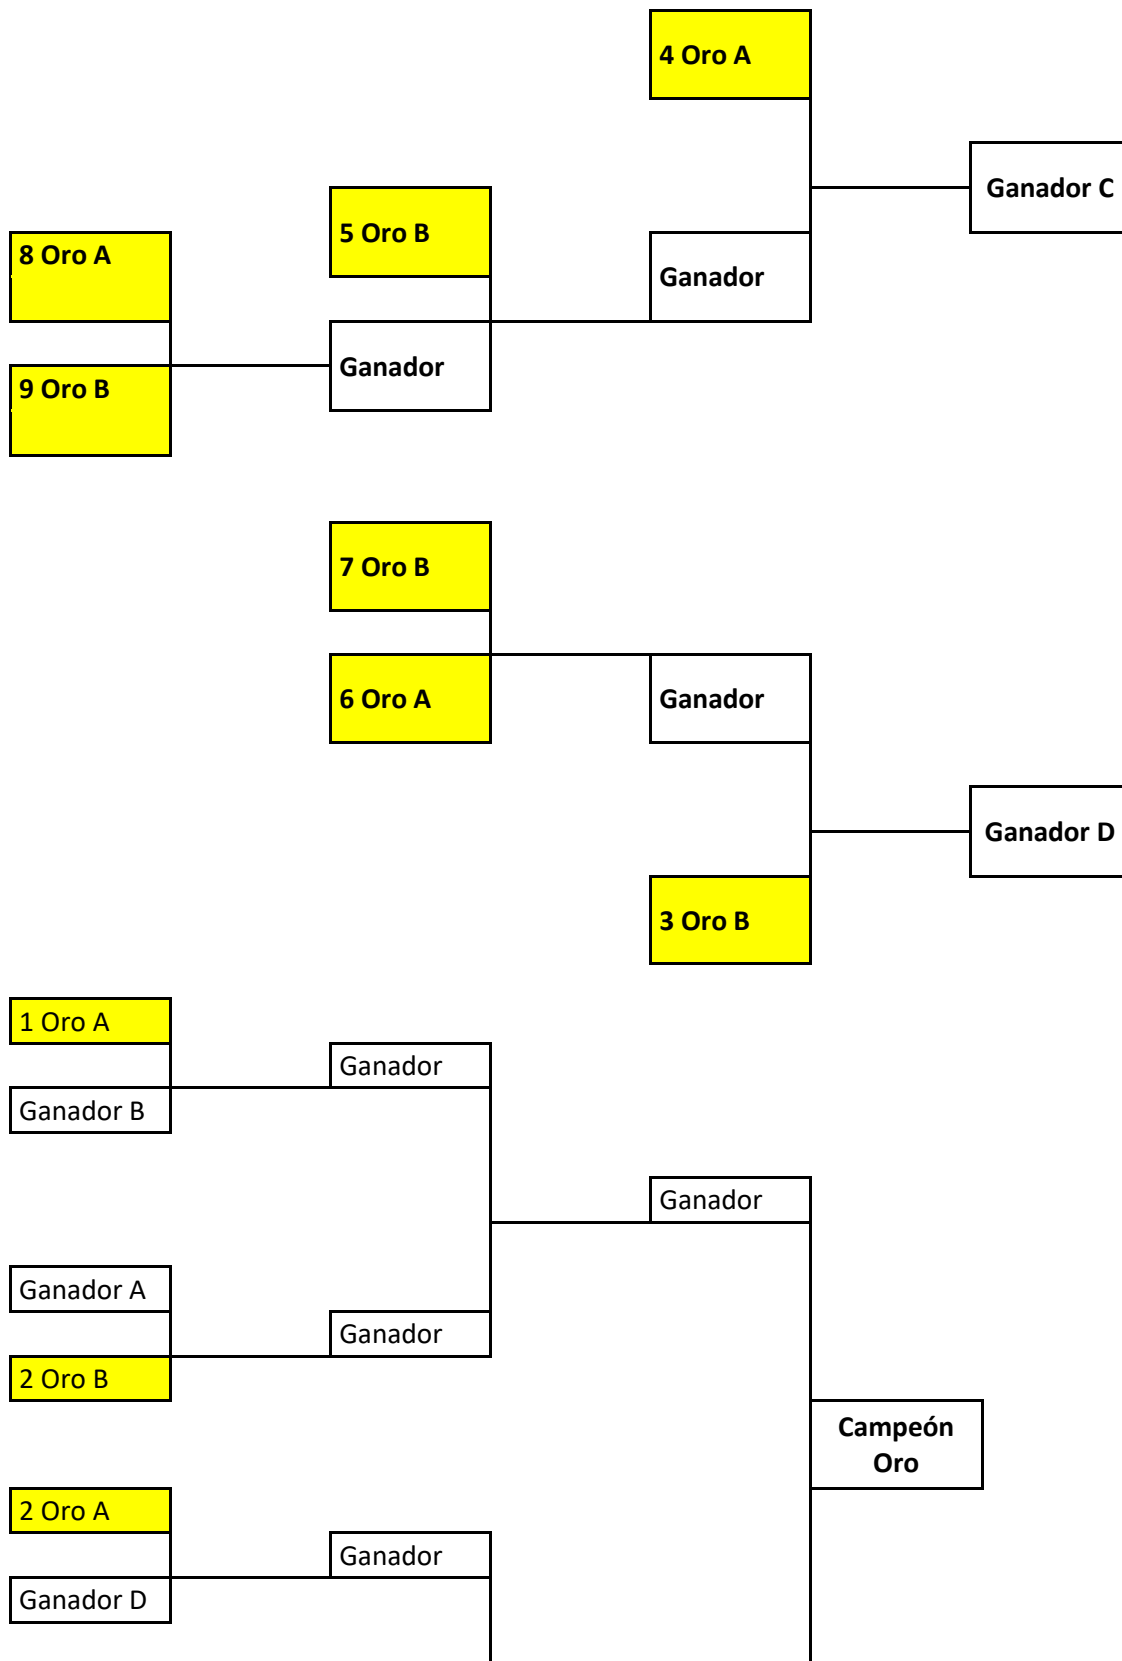 4 Oro A
Ganador C
5 Oro B
8 Oro A
Ganador
Ganador
9 Oro B
7 Oro B
6 Oro A
Ganador
Ganador D
3 Oro B
1 Oro A
Ganador
Ganador B
Ganador
Ganador A
Ganador
2 Oro B
Campeón
Oro
2 Oro A
Ganador
Ganador D